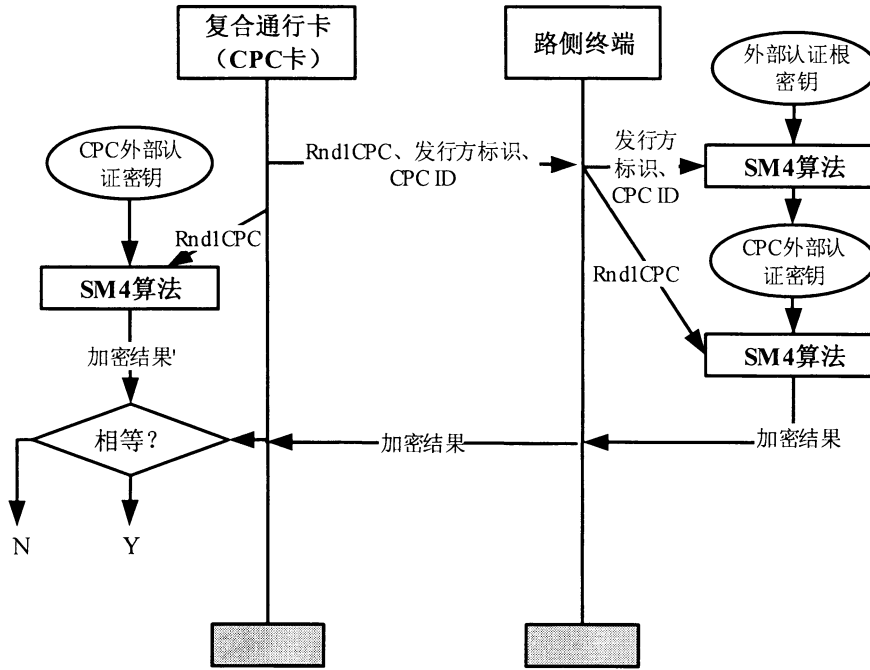 复合通行卡
（CPC卡）
路侧终端
外部认证根
密钥
CPC外部认
证密钥
Rnd1CPC、发行方标识、
CPC ID
发行方
标识、
CPC ID
SM4算法
Rnd1CPC
SM4算法
CPC外部认
证密钥
Rnd1CPC
SM4算法
加密结果'
相等？
加密结果
加密结果
N
Y